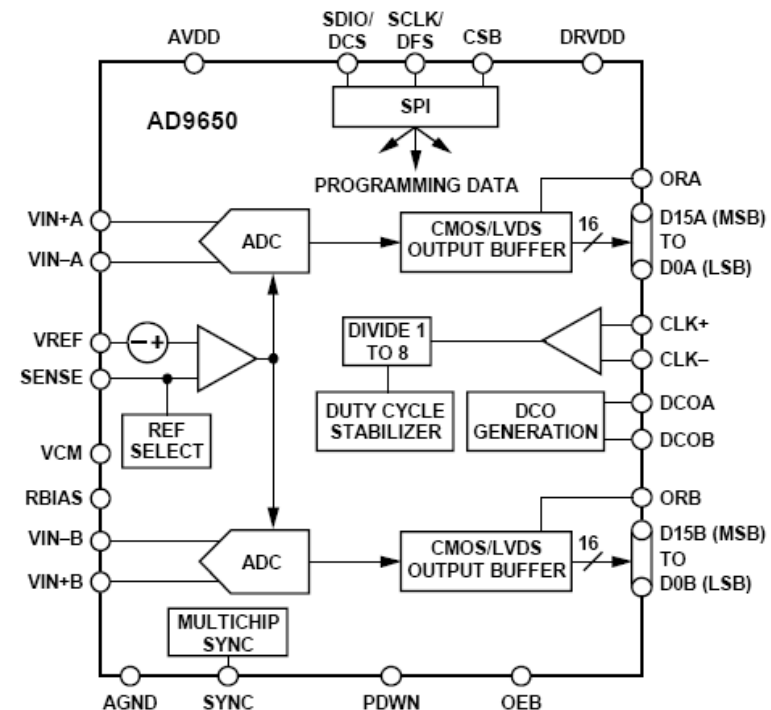 AVDD
SDIO/
DCS
SCLK/
DFS
CSB
DRVDD
AD9650
SPI
PROGRAMMING DATA
ORA
VIN+A
VIN–A
ADC
CMOS/LVDS
OUTPUT BUFFER
16
D15A (MSB)
TO
D0A (LSB)
VREF
– +
SENSE
REF
SELECT
DIVIDE 1
TO 8
CLK+
CLK–
DUTY CYCLE
STABILIZER
DCO
GENERATION
DCOA
DCOB
VCM
RBIAS
VIN–B
VIN+B
ADC
CMOS/LVDS
OUTPUT BUFFER
16
ORB
D15B (MSB)
TO
D0B (LSB)
MULTICHIP
SYNC
AGND
SYNC
PDWN
OEB